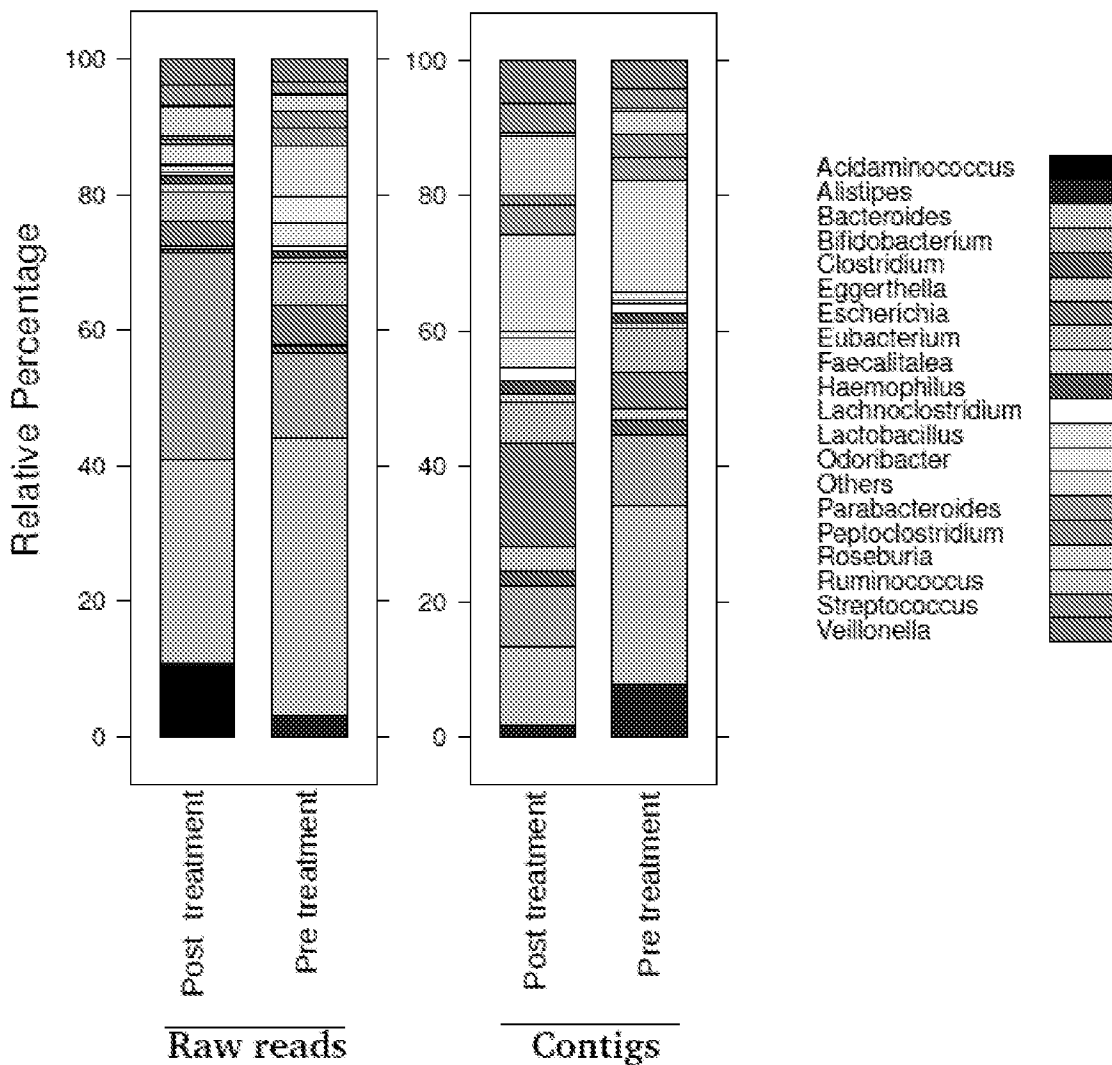 Relative Percentage
100
80
60
40
20
0
100
80
60
40
20
0
Post treatment
Pre treatment
Post treatment
Pre treatment
Raw reads
Contigs
Acidaminococcus
Alistipes
Bacteroides
Bifidobacterium
Clostridium
Eggerthella
Escherichia
Eubacterium
Faecalitalea
Haemophilus
Lachnoclostridium
Lactobacillus
Odoribacter
Others
Parabacteroides
Peptoclostridium
Roseburia
Ruminococcus
Streptococcus
Veillonella